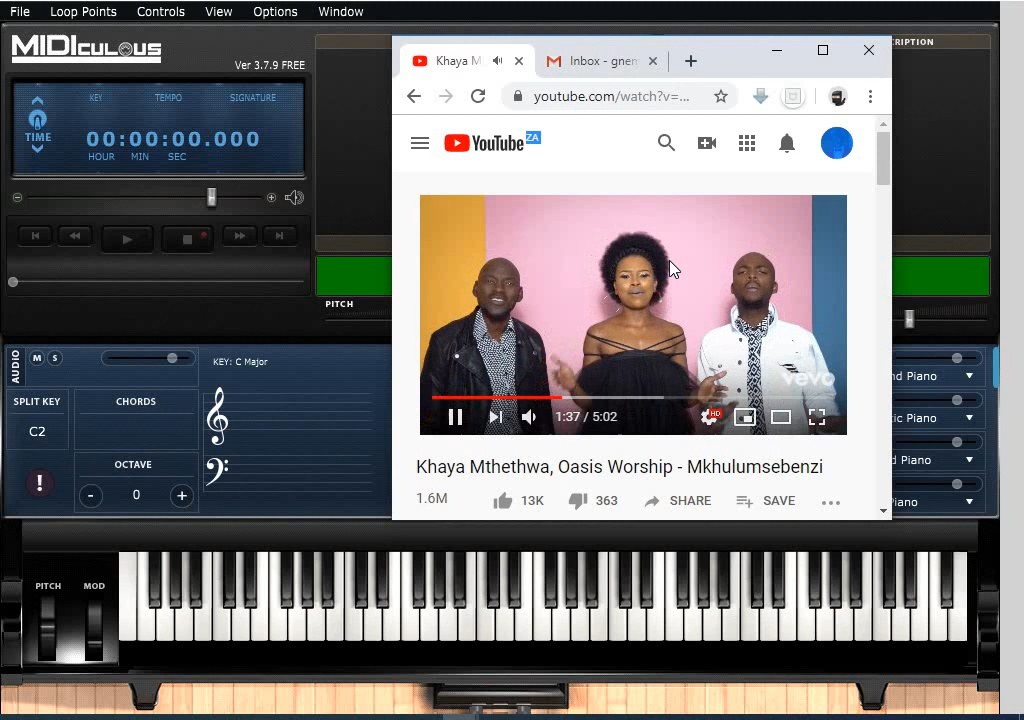 File Loop Points Controls View Options Window
MIDIculous
Ver 3.7.9 FREE
KEY TEMPO SIGNATURE
TIME
00:00:00.000
HOUR MIN SEC
RIPTION
PITCH
AUDIO
M S
KEY: C Major
SPLIT KEY
C2
CHORDS
OCTAVE
- 0 +
!
nd Piano
ic Piano
d Piano
Piano
PITCH MOD
Khaya M
Inbox - gnem
youtube.com/watch?v=...
YouTube ZA
vevo
1:37 / 5:02
HD
Khaya Mthethwa, Oasis Worship - Mkhulumsebenzi
1.6M 13K 363 SHARE SAVE